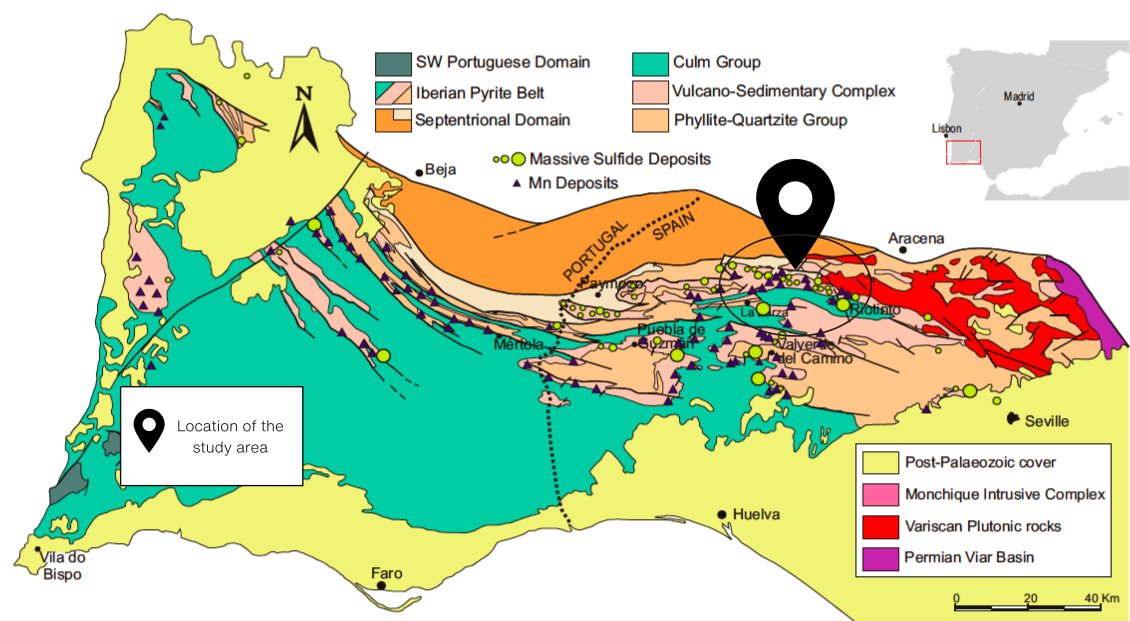 SW Portuguese Domain
Iberian Pyrite Belt
Septentrional Domain
Culm Group
Vulcano-Sedimentary Complex
Phyllite-Quartzite Group
Massive Sulfide Deposits
Mn Deposits
N
Madrid
Lisbon
Beja
PORTUGAL
SPAIN
Aracena
Paymogo
La Zarza
Riotinto
Mértola
Puebla de
Guzmán
Valverde
del Camino
Location of the
study area
Seville
Huelva
Vila do
Bispo
Faro
Post-Palaeozoic cover
Monchique Intrusive Complex
Variscan Plutonic rocks
Permian Viar Basin
0 20 40 Km